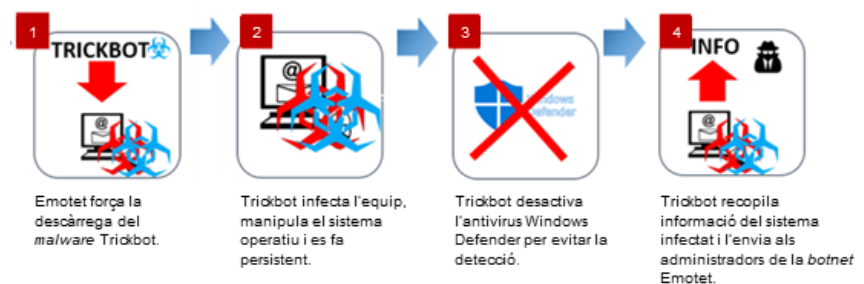 1
TRICKBOT
@
Emotet força la
descàrrega del
malware Trickbot.
2
@
Trickbot infecta l'equip,
manipula el sistema
operatiu i es fa
persistent.
3
Windows
Defender
Trickbot desactiva
l'antivirus Windows
Defender per evitar la
detecció.
4
INFO
@
Trickbot recopila
informació del sistema
infectat i l'envia als
administradors de la botnet
Emotet.